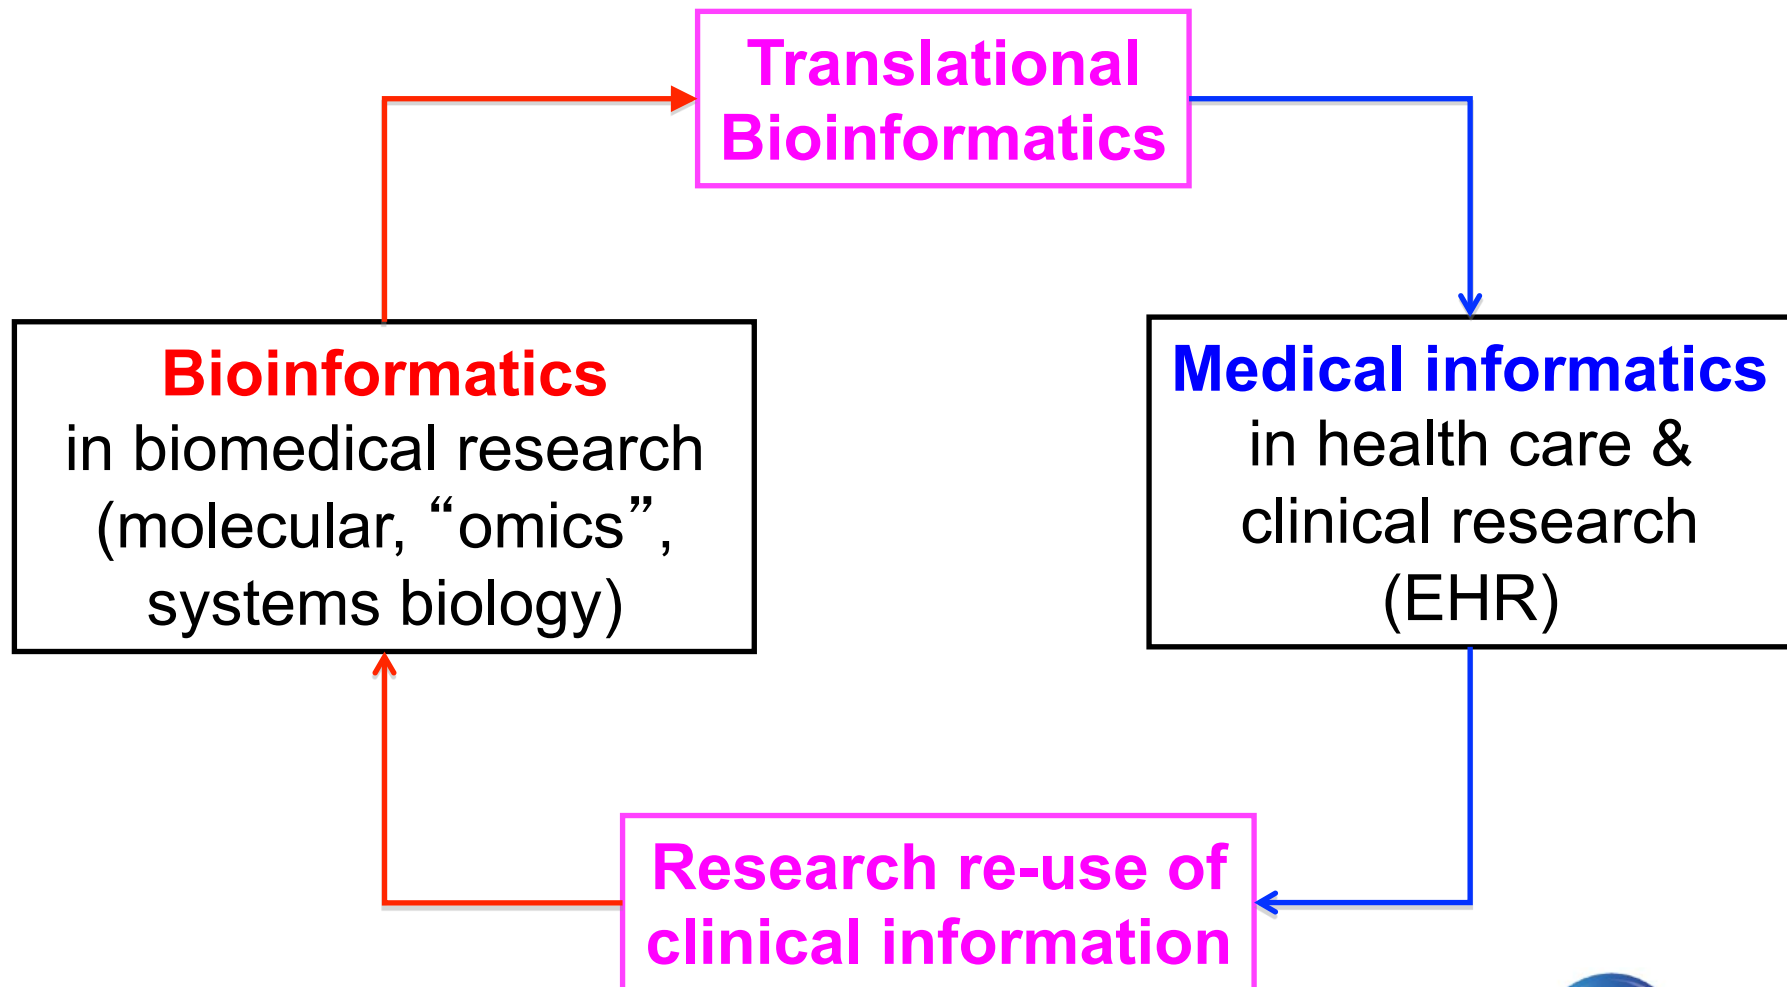 Translational
Bioinformatics
Bioinformatics
in biomedical research
(molecular, “omics”,
systems biology)
Medical informatics
in health care &
clinical research
(EHR)
Research re-use of
clinical information